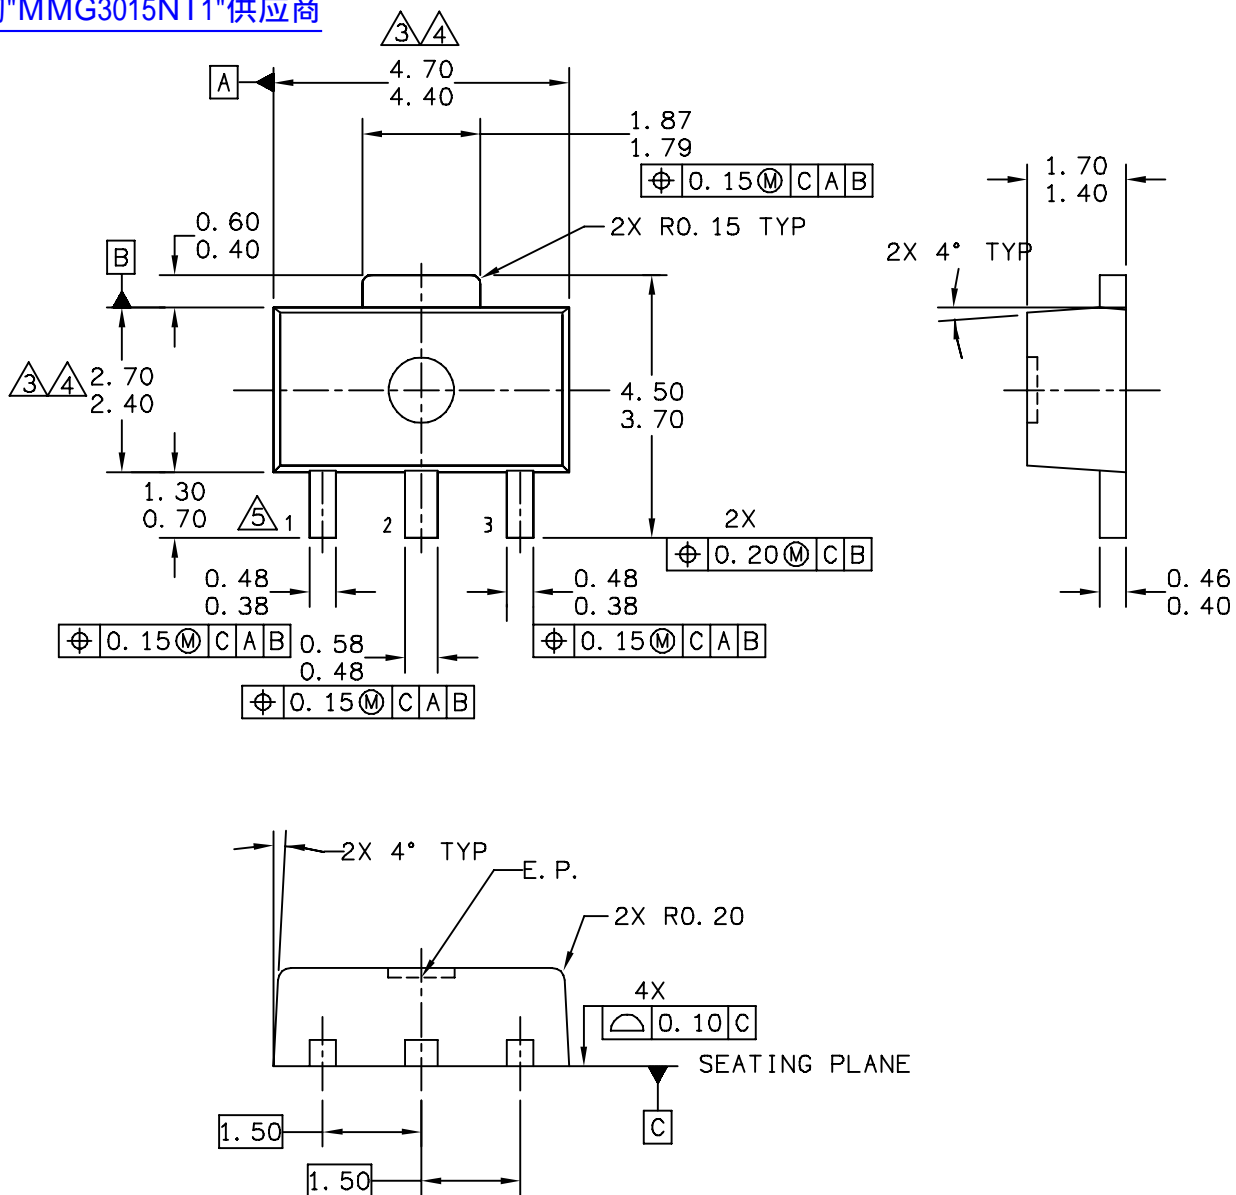 "MMG3015NT1"供应商
3 4
A
4.70
4.40
1.87
1.79
⌖ 0.15 Ⓜ C A B
2X R0.15 TYP
0.60
0.40
B
3 4
2.70
2.40
4.50
3.70
1.30
0.70
5
1
2
3
2X
⌖ 0.20 Ⓜ C B
0.48
0.38
⌖ 0.15 Ⓜ C A B
0.58
0.48
⌖ 0.15 Ⓜ C A B
0.48
0.38
⌖ 0.15 Ⓜ C A B
1.70
1.40
2X 4° TYP
0.46
0.40
2X 4° TYP
E.P.
2X R0.20
4X
⌓ 0.10 C
SEATING PLANE
C
1.50
1.50